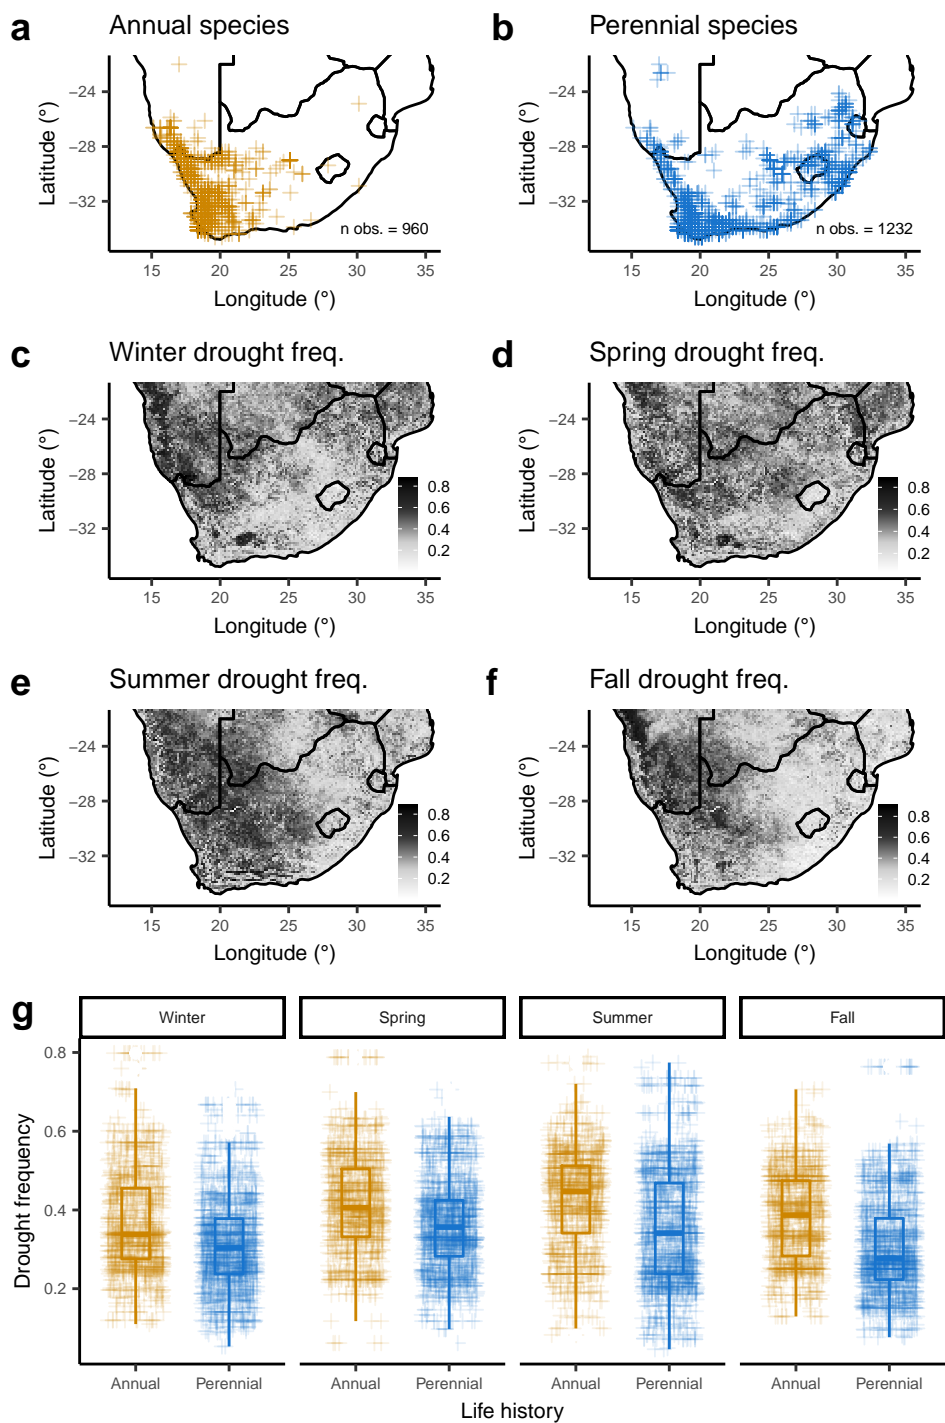 a Annual species
b Perennial species
Latitude (°)
−24
−28
−32
n obs. = 960
15 20 25 30 35
Longitude (°)
Latitude (°)
−24
−28
−32
n obs. = 1232
15 20 25 30 35
Longitude (°)
c Winter drought freq.
d Spring drought freq.
Latitude (°)
−24
−28
−32
0.8
0.6
0.4
0.2
15 20 25 30 35
Longitude (°)
Latitude (°)
−24
−28
−32
0.8
0.6
0.4
0.2
15 20 25 30 35
Longitude (°)
e Summer drought freq.
f Fall drought freq.
Latitude (°)
−24
−28
−32
0.8
0.6
0.4
0.2
15 20 25 30 35
Longitude (°)
Latitude (°)
−24
−28
−32
0.8
0.6
0.4
0.2
15 20 25 30 35
Longitude (°)
g
Winter Spring Summer Fall
Drought frequency
0.8
0.6
0.4
0.2
Annual Perennial Annual Perennial Annual Perennial Annual Perennial
Life history